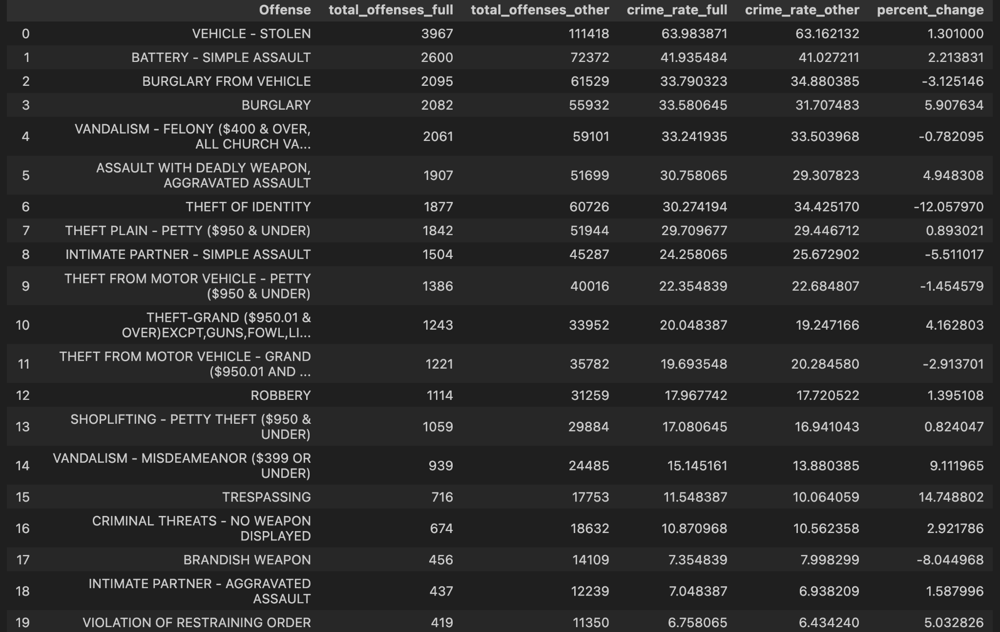 Offense total_offenses_full total_offenses_other crime_rate_full crime_rate_other percent_change
0 VEHICLE - STOLEN 3967 111418 63.983871 63.162132 1.301000
1 BATTERY - SIMPLE ASSAULT 2600 72372 41.935484 41.027211 2.213831
2 BURGLARY FROM VEHICLE 2095 61529 33.790323 34.880385 -3.125146
3 BURGLARY 2082 55932 33.580645 31.707483 5.907634
VANDALISM - FELONY ($400 & OVER,
4 ALL CHURCH VA... 2061 59101 33.241935 33.503968 -0.782095
ASSAULT WITH DEADLY WEAPON,
5 AGGRAVATED ASSAULT 1907 51699 30.758065 29.307823 4.948308
6 THEFT OF IDENTITY 1877 60726 30.274194 34.425170 -12.057970
7 THEFT PLAIN - PETTY ($950 & UNDER) 1842 51944 29.709677 29.446712 0.893021
8 INTIMATE PARTNER - SIMPLE ASSAULT 1504 45287 24.258065 25.672902 -5.511017
THEFT FROM MOTOR VEHICLE - PETTY
9 ($950 & UNDER) 1386 40016 22.354839 22.684807 -1.454579
THEFT-GRAND ($950.01 &
10 OVER)EXCPT,GUNS,FOWL,LI... 1243 33952 20.048387 19.247166 4.162803
THEFT FROM MOTOR VEHICLE - GRAND
11 ($950.01 AND ... 1221 35782 19.693548 20.284580 -2.913701
12 ROBBERY 1114 31259 17.967742 17.720522 1.395108
SHOPLIFTING - PETTY THEFT ($950 &
13 UNDER) 1059 29884 17.080645 16.941043 0.824047
VANDALISM - MISDEAMEANOR ($399 OR
14 UNDER) 939 24485 15.145161 13.880385 9.111965
15 TRESPASSING 716 17753 11.548387 10.064059 14.748802
CRIMINAL THREATS - NO WEAPON
16 DISPLAYED 674 18632 10.870968 10.562358 2.921786
17 BRANDISH WEAPON 456 14109 7.354839 7.998299 -8.044968
INTIMATE PARTNER - AGGRAVATED
18 ASSAULT 437 12239 7.048387 6.938209 1.587996
19 VIOLATION OF RESTRAINING ORDER 419 11350 6.758065 6.434240 5.032826